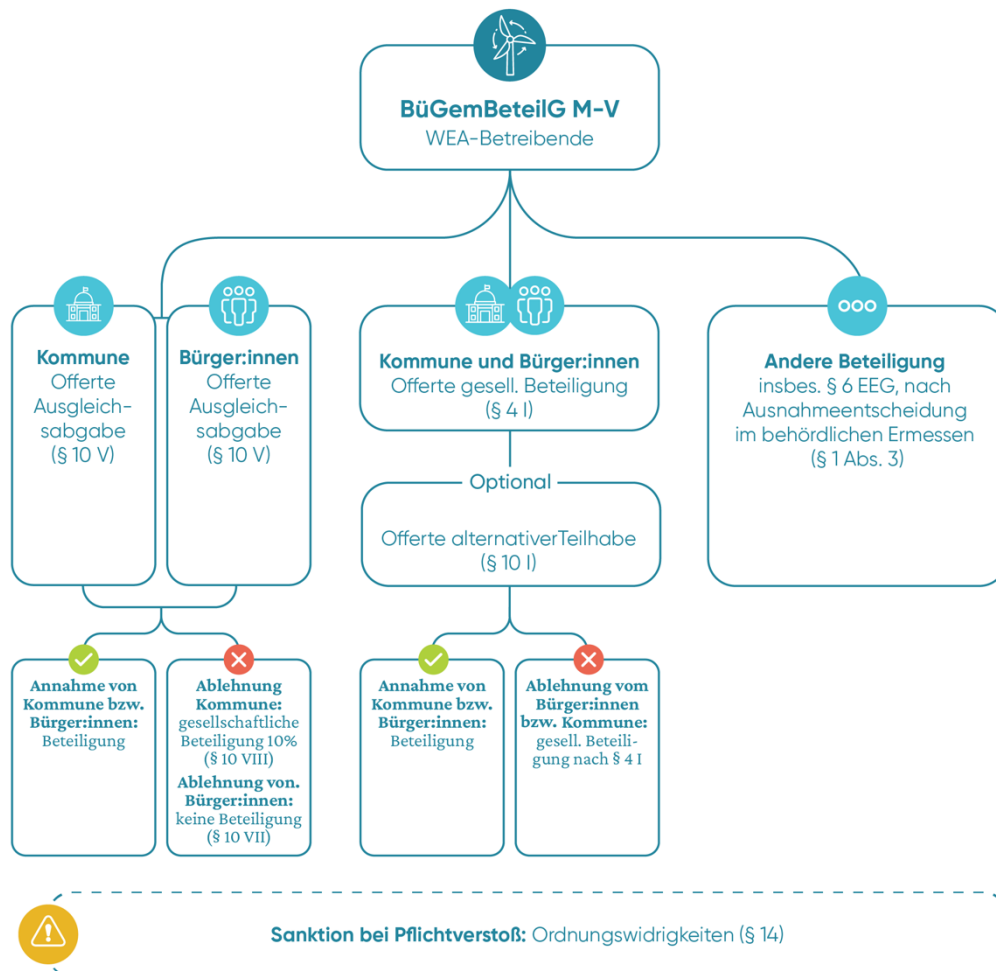 BüGemBeteilG M-V
WEA-Betreibende
Kommune
Offerte
Ausgleich-
sabgabe
(§ 10 V)
Bürger:innen
Offerte
Ausgleich-
sabgabe
(§ 10 V)
Kommune und Bürger:innen
Offerte gesell. Beteiligung
(§ 4 I)
Optional
Offerte alternativerTeilhabe
(§ 10 I)
Andere Beteiligung
insbes. § 6 EEG, nach
Ausnahmeentscheidung
im behördlichen Ermessen
(§ 1 Abs. 3)
Annahme von
Kommune bzw.
Bürger:innen:
Beteiligung
Ablehnung
Kommune:
gesellschaftliche
Beteiligung 10%
(§ 10 VIII)
Ablehnung von.
Bürger:innen:
keine Beteiligung
(§ 10 VII)
Annahme von
Kommune bzw.
Bürger:innen:
Beteiligung
Ablehnung vom
Bürger:innen
bzw. Kommune:
gesell. Beteili-
gung nach § 4 I
Sanktion bei Pflichtverstoß: Ordnungswidrigkeiten (§ 14)